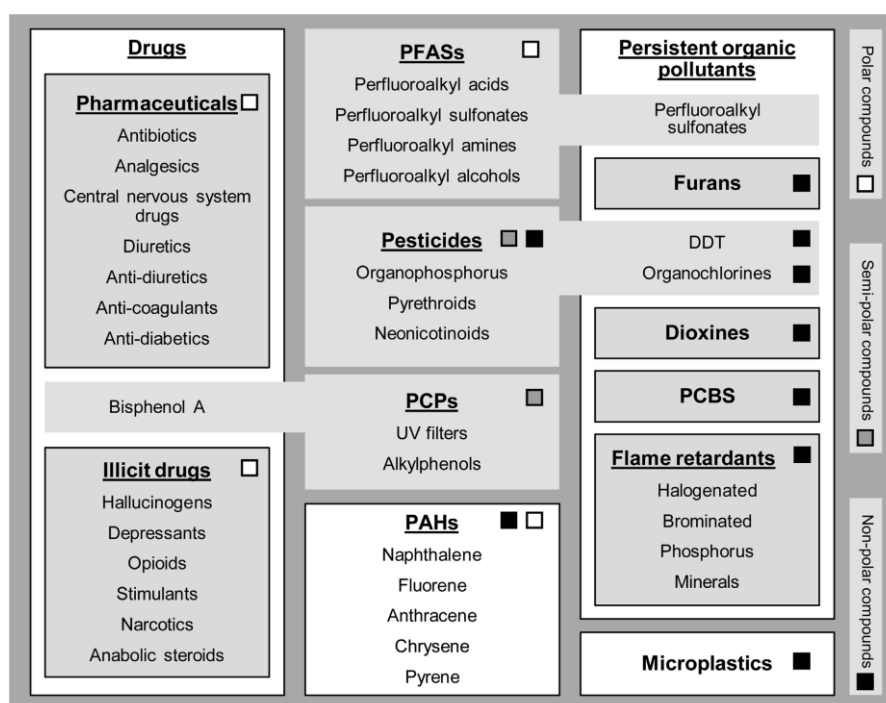 Drugs
Pharmaceuticals
Antibiotics
Analgesics
Central nervous system
drugs
Diuretics
Anti-diuretics
Anti-coagulants
Anti-diabetics
Bisphenol A
Illicit drugs
Hallucinogens
Depressants
Opioids
Stimulants
Narcotics
Anabolic steroids
PFASs
Perfluoroalkyl acids
Perfluoroalkyl sulfonates
Perfluoroalkyl amines
Perfluoroalkyl alcohols
Pesticides
Organophosphorus
Pyrethroids
Neonicotinoids
PCPs
UV filters
Alkylphenols
PAHs
Naphthalene
Fluorene
Anthracene
Chrysene
Pyrene
Persistent organic
pollutants
Perfluoroalkyl
sulfonates
Furans
DDT
Organochlorines
Dioxines
PCBS
Flame retardants
Halogenated
Brominated
Phosphorus
Minerals
Microplastics
Polar compounds
Semi-polar compounds
Non-polar compounds